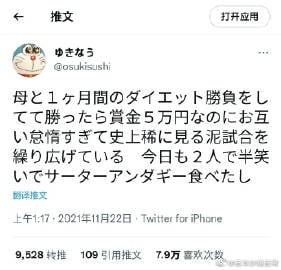 推文
打开应用
ゆきなう
@osukisushi
母と１ヶ月間のダイエット勝負をし
てて勝ったら賞金５万円なのにお互
い怠惰すぎて史上稀に見る泥試合を
繰り広げている　今日も２人で半笑
いでサーターアンダギー食べたし
翻译推文
上午1:17 · 2021年11月22日 · Twitter for iPhone
9,528 转推 109 引用推文 7.9万 喜欢次数